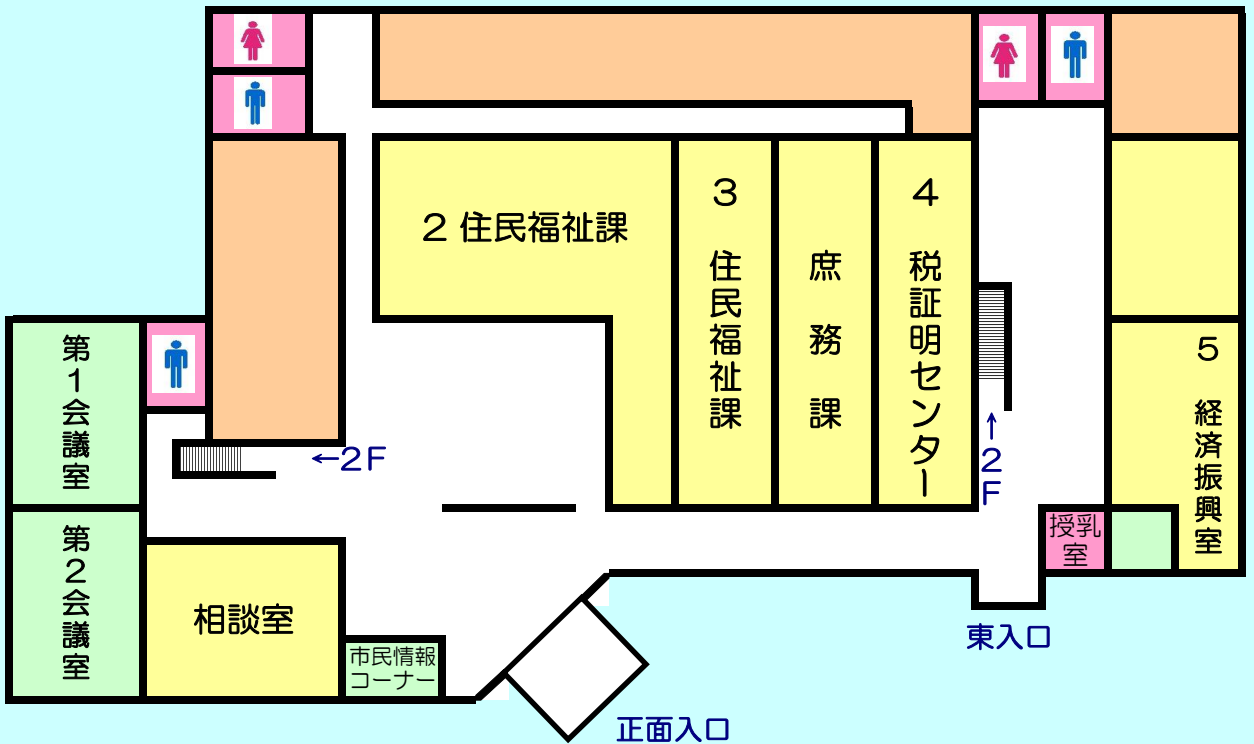 ２ 住民福祉課
３ 住民福祉課
庶務課
４ 税証明センター
第１会議室
５ 経済振興室
←２Ｆ
↑２Ｆ
授乳室
第２会議室
相談室
市民情報
コーナー
東入口
正面入口